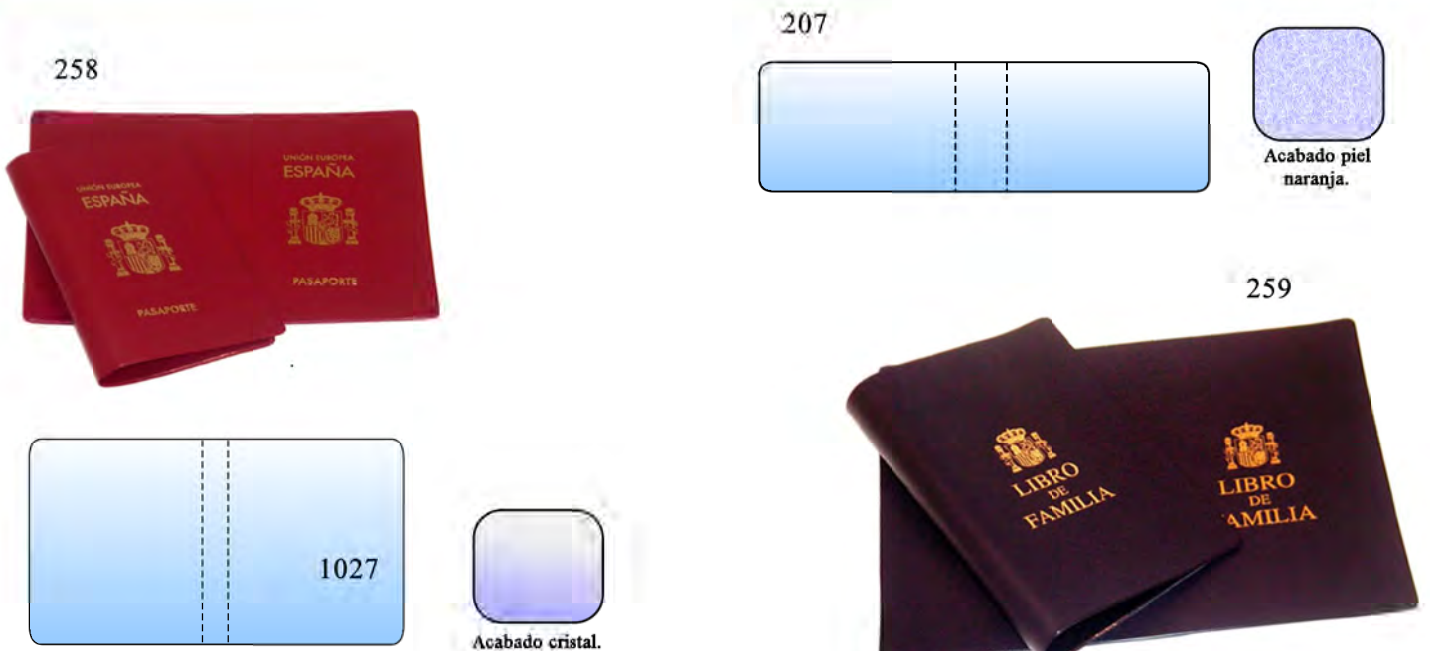 258
UNIÓN EUROPEA
ESPAÑA
PASAPORTE
UNIÓN EUROPEA
ESPAÑA
PASAPORTE
1027
Acabado cristal.
207
Acabado piel
naranja.
259
LIBRO
DE
FAMILIA
LIBRO
DE
AMILIA